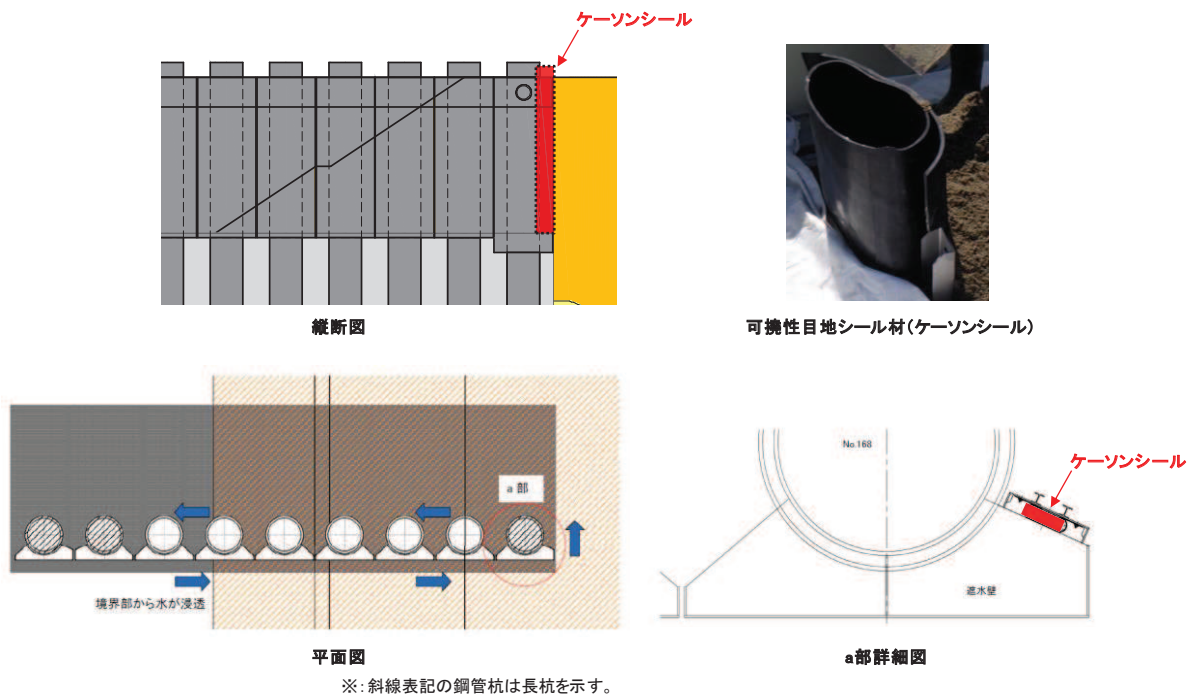 ケーソンシール
縦断図
可撓性目地シール材(ケーソンシール)
a 部
境界部から水が浸透
平面図
※:斜線表記の鋼管杭は長杭を示す。
No.168
ケーソンシール
遮水壁
a部詳細図